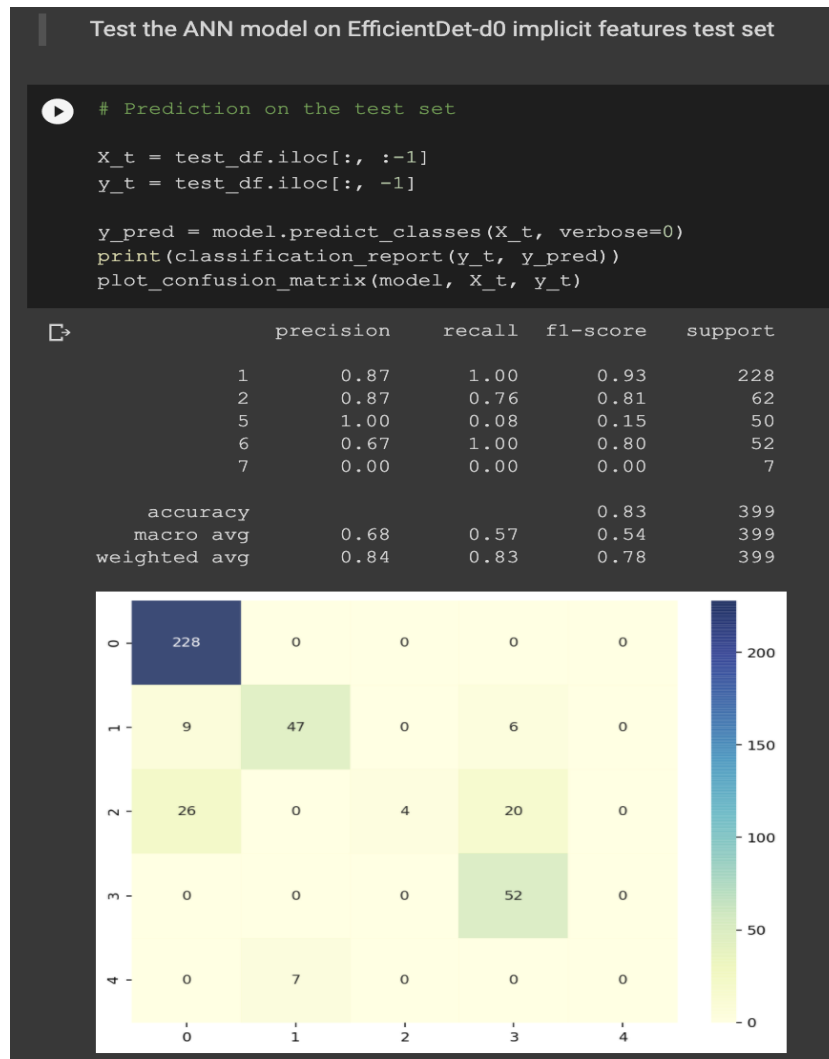 Test the ANN model on EfficientDet-d0 implicit features test set
# Prediction on the test set
X_t = test_df.iloc[:, :-1]
y_t = test_df.iloc[:, -1]
y_pred = model.predict_classes(X_t, verbose=0)
print(classification_report(y_t, y_pred))
plot_confusion_matrix(model, X_t, y_t)
precision recall f1-score support
1 0.87 1.00 0.93 228
2 0.87 0.76 0.81 62
5 1.00 0.08 0.15 50
6 0.67 1.00 0.80 52
7 0.00 0.00 0.00 7
accuracy 0.83 399
macro avg 0.68 0.57 0.54 399
weighted avg 0.84 0.83 0.78 399
0 228 0 0 0 0
200
1 9 47 0 6 0
150
2 26 0 4 20 0
100
3 0 0 0 52 0
50
4 0 7 0 0 0
0
0 1 2 3 4